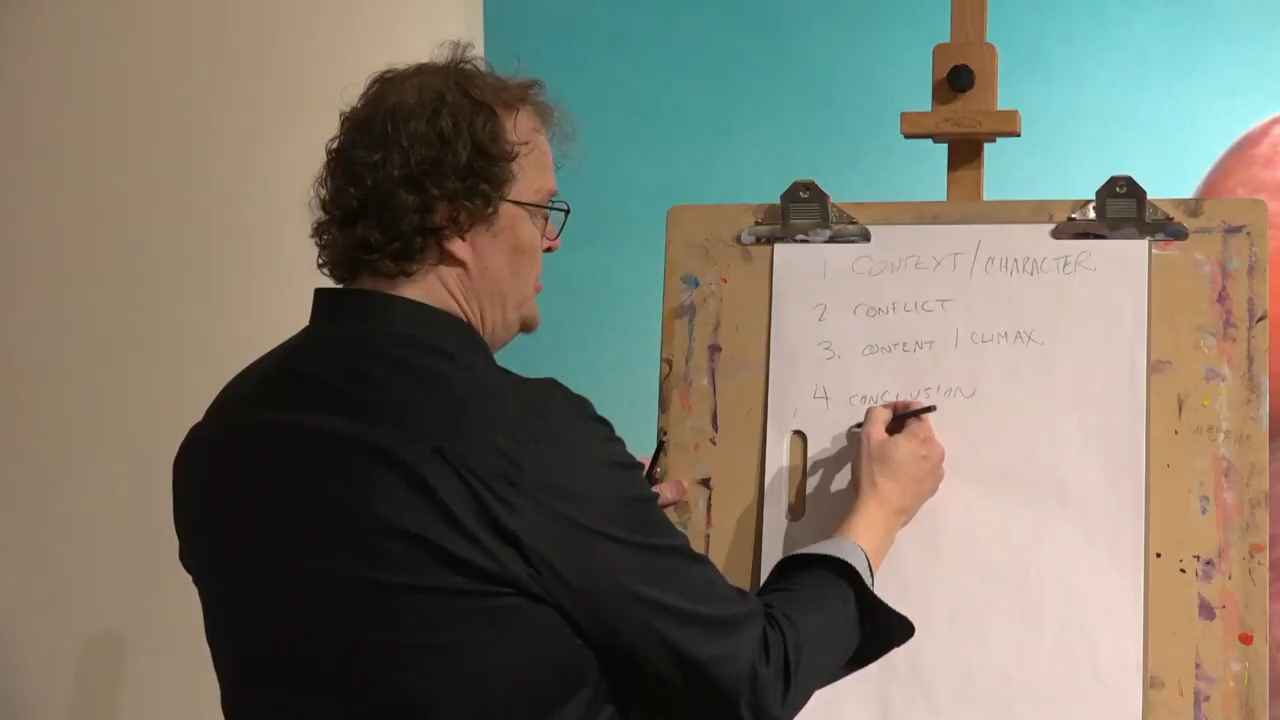 1 CONTEXT/CHARACTER
2 CONFLICT
3. CONTENT / CLIMAX.
4. CONCLUSION